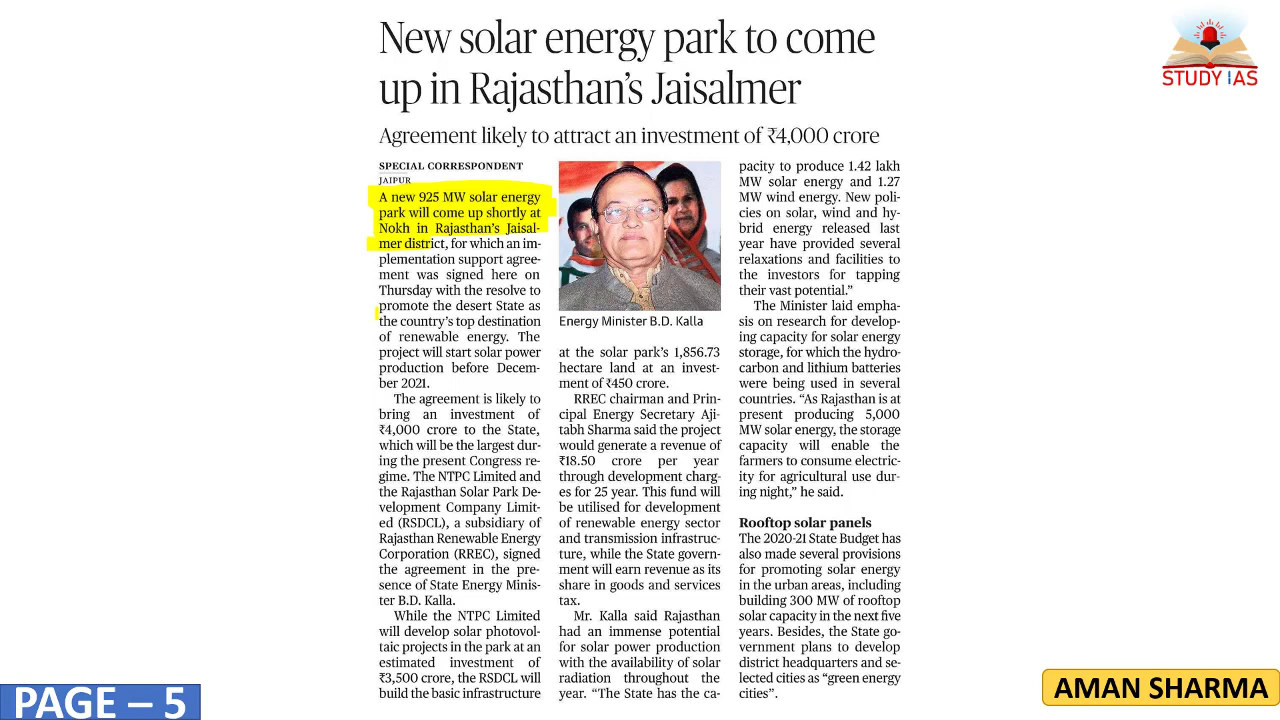 New solar energy park to come
up in Rajasthan's Jaisalmer
Agreement likely to attract an investment of ₹4,000 crore
SPECIAL CORRESPONDENT
JAIPUR
A new 925 MW solar energy
park will come up shortly at
Nokh in Rajasthan's Jaisal-
mer district, for which an im-
plementation support agree-
ment was signed here on
Thursday with the resolve to
promote the desert State as
the country's top destination
of renewable energy. The
project will start solar power
production before Decem-
ber 2021.
The agreement is likely to
bring an investment of
₹4,000 crore to the State,
which will be the largest dur-
ing the present Congress re-
gime. The NTPC Limited and
the Rajasthan Solar Park De-
velopment Company Limit-
ed (RSDCL), a subsidiary of
Rajasthan Renewable Energy
Corporation (RREC), signed
the agreement in the pre-
sence of State Energy Minis-
ter B.D. Kalla.
While the NTPC Limited
will develop solar photovol-
taic projects in the park at an
estimated investment of
₹3,500 crore, the RSDCL will
build the basic infrastructure
Energy Minister B.D. Kalla
at the solar park's 1,856.73
hectare land at an invest-
ment of ₹450 crore.
RREC chairman and Prin-
cipal Energy Secretary Aji-
tabh Sharma said the project
would generate a revenue of
₹18.50 crore per year
through development charg-
es for 25 year. This fund will
be utilised for development
of renewable energy sector
and transmission infrastruc-
ture, while the State govern-
ment will earn revenue as its
share in goods and services
tax.
Mr. Kalla said Rajasthan
had an immense potential
for solar power production
with the availability of solar
radiation throughout the
year. "The State has the ca-
pacity to produce 1.42 lakh
MW solar energy and 1.27
MW wind energy. New poli-
cies on solar, wind and hy-
brid energy released last
year have provided several
relaxations and facilities to
the investors for tapping
their vast potential."
The Minister laid empha-
sis on research for develop-
ing capacity for solar energy
storage, for which the hydro-
carbon and lithium batteries
were being used in several
countries. "As Rajasthan is at
present producing 5,000
MW solar energy, the storage
capacity will enable the
farmers to consume electric-
ity for agricultural use dur-
ing night," he said.
Rooftop solar panels
The 2020-21 State Budget has
also made several provisions
for promoting solar energy
in the urban areas, including
building 300 MW of rooftop
solar capacity in the next five
years. Besides, the State go-
vernment plans to develop
district headquarters and se-
lected cities as "green energy
cities".
STUDY IAS
PAGE – 5
AMAN SHARMA